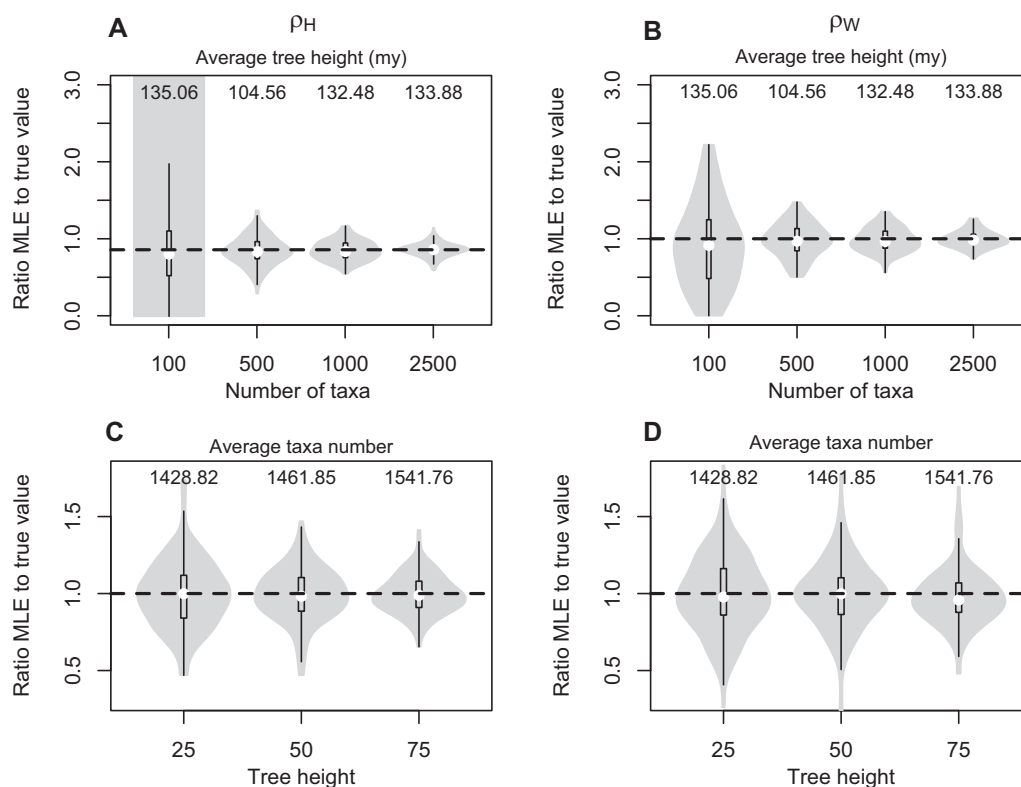 A
ρH
Average tree height (my)
135.06 104.56 132.48 133.88
Ratio MLE to true value
0.0 1.0 2.0 3.0
100 500 1000 2500
Number of taxa
B
ρW
Average tree height (my)
135.06 104.56 132.48 133.88
Ratio MLE to true value
0.0 1.0 2.0 3.0
100 500 1000 2500
Number of taxa
C
Average taxa number
1428.82 1461.85 1541.76
Ratio MLE to true value
0.5 1.0 1.5
25 50 75
Tree height
D
Average taxa number
1428.82 1461.85 1541.76
Ratio MLE to true value
0.5 1.0 1.5
25 50 75
Tree height